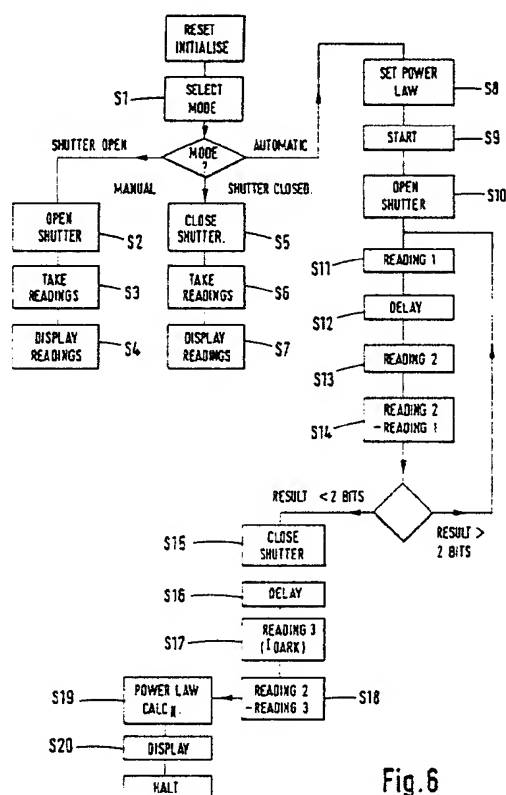 RESET
INITIALISE
S1
SELECT
MODE
SHUTTER OPEN
MODE
?
AUTOMATIC
MANUAL
SHUTTER CLOSED.
OPEN
SHUTTER
S2
TAKE
READINGS
S3
DISPLAY
READINGS
S4
CLOSE
SHUTTER.
S5
TAKE
READINGS
S6
DISPLAY
READINGS
S7
SET POWER
LAW
S8
START
S9
OPEN
SHUTTER
S10
S11
READING 1
S12
DELAY
S13
READING 2
S14
READING 2
-READING 1
RESULT < 2 BITS
RESULT >
2 BITS
S15
CLOSE
SHUTTER
S16
DELAY
S17
READING 3
(I DARK)
READING 2
-READING 3
S18
S19
POWER LAW
CALCN.
S20
DISPLAY
HALT
Fig.6